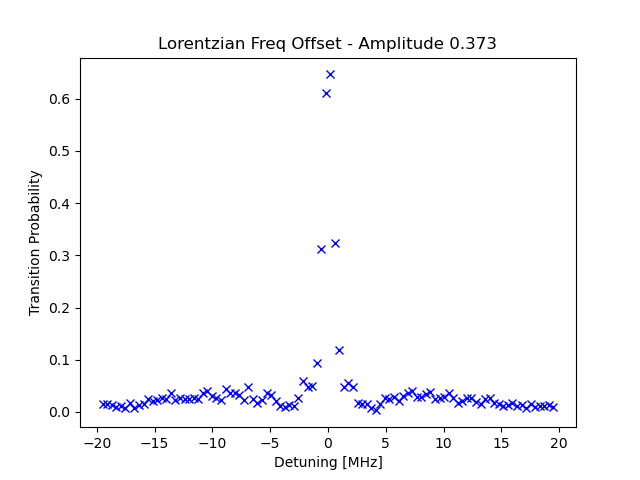 Lorentzian Freq Offset - Amplitude 0.373
Transition Probability
0.6
0.5
0.4
0.3
0.2
0.1
0.0
−20 −15 −10 −5 0 5 10 15 20
Detuning [MHz]